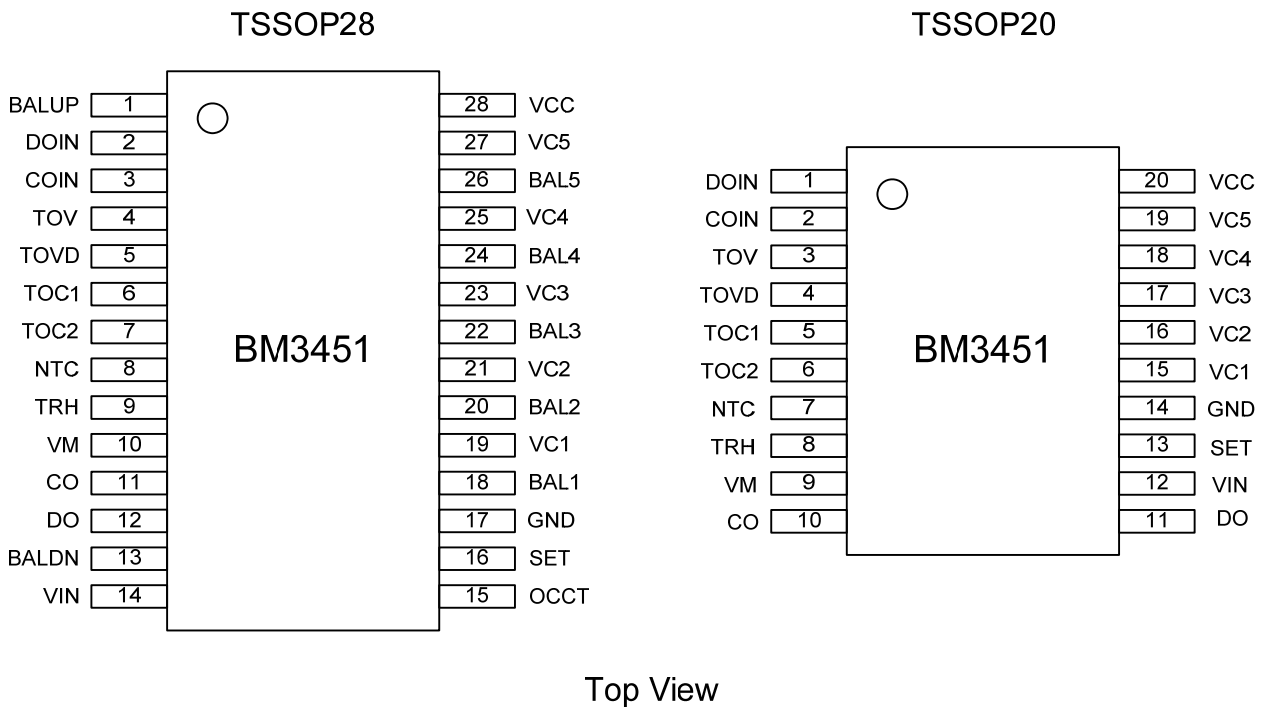 TSSOP28
BALUP 1 28 VCC
DOIN 2 27 VC5
COIN 3 26 BAL5
TOV 4 25 VC4
TOVD 5 24 BAL4
TOC1 6 23 VC3
TOC2 7 22 BAL3
NTC 8 21 VC2
TRH 9 20 BAL2
VM 10 19 VC1
CO 11 18 BAL1
DO 12 17 GND
BALDN 13 16 SET
VIN 14 15 OCCT
BM3451
TSSOP20
DOIN 1 20 VCC
COIN 2 19 VC5
TOV 3 18 VC4
TOVD 4 17 VC3
TOC1 5 16 VC2
TOC2 6 15 VC1
NTC 7 14 GND
TRH 8 13 SET
VM 9 12 VIN
CO 10 11 DO
BM3451
Top View